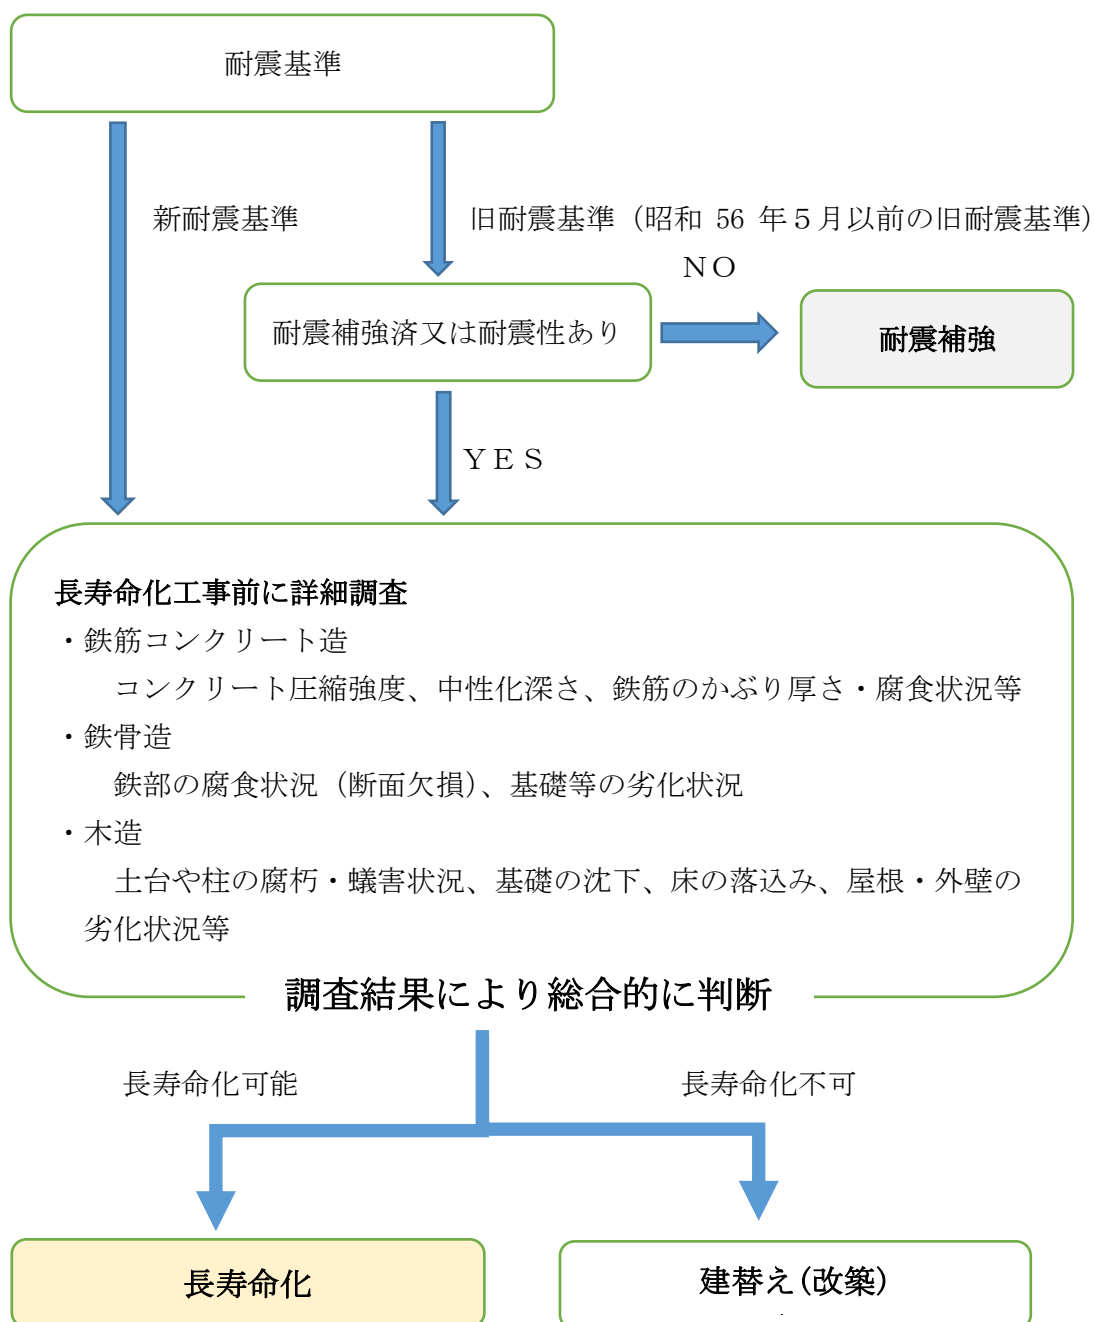 耐震基準
新耐震基準
旧耐震基準（昭和 56 年５月以前の旧耐震基準）
ＮＯ
耐震補強済又は耐震性あり
耐震補強
ＹＥＳ
長寿命化工事前に詳細調査
・鉄筋コンクリート造
コンクリート圧縮強度、中性化深さ、鉄筋のかぶり厚さ・腐食状況等
・鉄骨造
鉄部の腐食状況（断面欠損）、基礎等の劣化状況
・木造
土台や柱の腐朽・蟻害状況、基礎の沈下、床の落込み、屋根・外壁の
劣化状況等
調査結果により総合的に判断
長寿命化可能
長寿命化不可
長寿命化
建替え(改築)